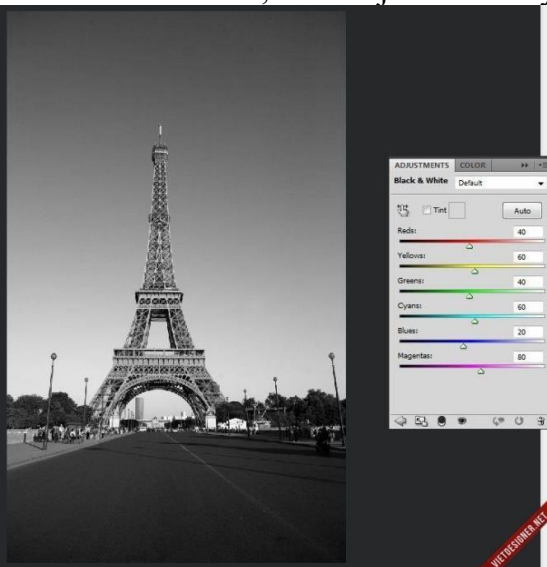 ADJUSTMENTS COLOR
Black & White Default
Tint Auto
Reds: 40
Yellows: 60
Greens: 40
Cyans: 60
Blues: 20
Magentas: 80
VIETDESIGNER.NET